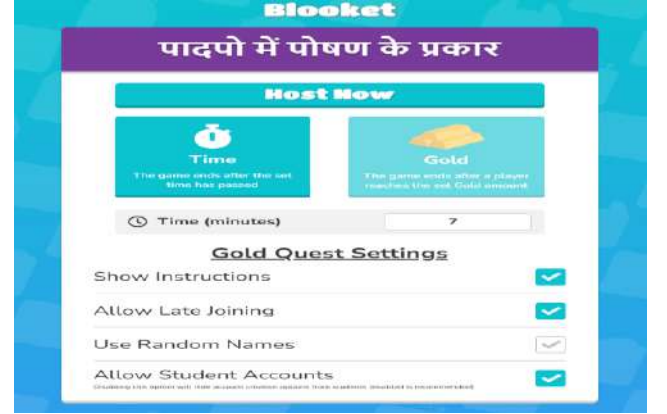 Blooket
पादपो में पोषण के प्रकार
Host Now
Time
The game ends after the set
time has passed
Gold
The game ends after a player
reaches the set Gold amount
Time (minutes)
7
Gold Quest Settings
Show Instructions
Allow Late Joining
Use Random Names
Allow Student Accounts